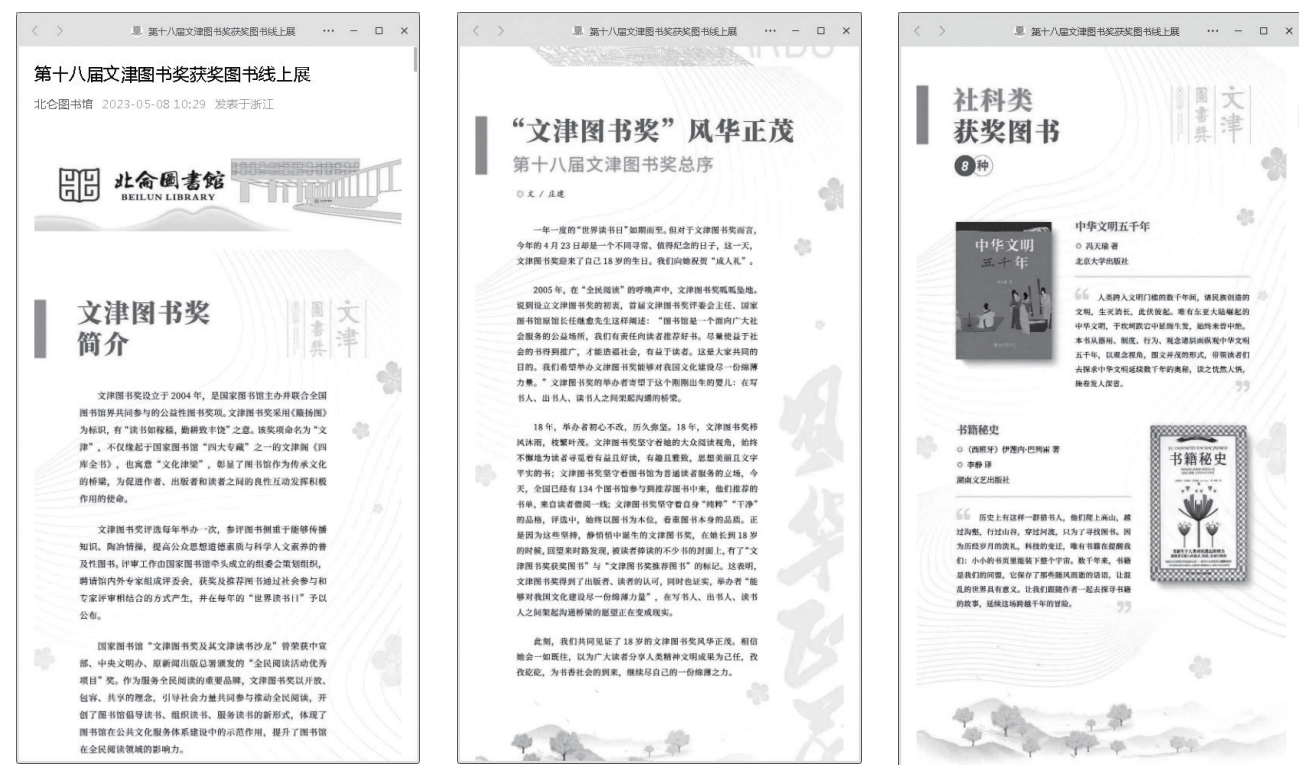 第十八届文津图书奖获奖图书线上展
第十八届文津图书奖获奖图书线上展
北仑图书馆 2023-05-08 10:29 发表于浙江
北侖圖書館
BEILUN LIBRARY
文津图书奖
简介
文津
圖書獎
文津图书奖设立于 2004 年，是国家图书馆主办并联合全国
图书馆界共同参与的公益性图书奖项。文津图书奖采用《簸扬图》
为标识，有“读书如稼穑，勤耕致丰饶”之意。该奖项命名为“文
津”，不仅缘起于国家图书馆“四大专藏”之一的文津阁《四
库全书》，也寓意“文化津梁”，彰显了图书馆作为传承文化
的桥梁，为促进作者、出版者和读者之间的良性互动发挥积极
作用的使命。
文津图书奖评选每年举办一次，参评图书侧重于能够传播
知识、陶冶情操，提高公众思想道德素质与科学人文素养的普
及性图书。评审工作由国家图书馆牵头成立的组委会策划组织，
聘请馆内外专家组成评委会，获奖及推荐图书通过社会参与和
专家评审相结合的方式产生，并在每年的“世界读书日”予以
公布。
国家图书馆“文津图书奖及其文津读书沙龙”曾荣获中宣
部、中央文明办、原新闻出版总署颁发的“全民阅读活动优秀
项目”奖。作为服务全民阅读的重要品牌，文津图书奖以开放、
包容、共享的理念，引导社会力量共同参与推动全民阅读，开
创了图书馆倡导读书、组织读书、服务读书的新形式，体现了
图书馆在公共文化服务体系建设中的示范作用，提升了图书馆
在全民阅读领域的影响力。
第十八届文津图书奖获奖图书线上展
“文津图书奖”风华正茂
第十八届文津图书奖总序
文 / 庄建
一年一度的“世界读书日”如期而至。但对于文津图书奖而言，
今年的 4 月 23 日却是一个不同寻常、值得纪念的日子，这一天，
文津图书奖迎来了自己 18 岁的生日。我们向她祝贺“成人礼”。
2005 年，在“全民阅读”的呼唤声中，文津图书奖呱呱坠地。
说到设立文津图书奖的初衷，首届文津图书奖评委会主任、国家
图书馆原馆长任继愈先生这样阐述：“图书馆是一个面向广大社
会服务的公益场所，我们有责任向读者推荐好书。尽量使益于社
会的书得到推广，才能造福社会，有益于读者。这是大家共同的
目的。我们希望举办文津图书奖能够对我国文化建设尽一份绵薄
力量。”文津图书奖的举办者寄望于这个刚刚出生的婴儿：在写
书人、出书人、读书人之间架起沟通的桥梁。
18 年，举办者初心不改，历久弥坚。18 年，文津图书奖栉
风沐雨，枝繁叶茂。文津图书奖坚守着她的大众阅读视角，始终
不懈地为读者寻觅着有益且好读，有趣且雅致，思想美丽且文字
平实的书；文津图书奖坚守着图书馆为普通读者服务的立场，今
天，全国已经有 134 个图书馆参与到推荐图书中来，他们推荐的
书单，来自读者借阅一线；文津图书奖坚守着自身“纯粹”“干净”
的品格，评选中，始终以图书为本位，看重图书本身的品质。正
是因为这些坚持，静悄悄中诞生的文津图书奖，在她长到 18 岁
的时候，回望来时路发现，被读者捧读的不少书的封面上，有了“文
津图书奖获奖图书”与“文津图书奖推荐图书”的标记。这表明，
文津图书奖得到了出版者、读者的认可，同时也证实，举办者“能
够对我国文化建设尽一份绵薄力量”，在写书人、出书人、读书
人之间架起沟通桥梁的愿望正在变成现实。
此刻，我们共同见证了 18 岁的文津图书奖风华正茂。相信
她会一如既往，以为广大读者分享人类精神文明成果为己任，孜
孜矻矻，为书香社会的到来，继续尽自己的一份绵薄之力。
风华正茂
第十八届文津图书奖获奖图书线上展
社科类
获奖图书
8 种
文津
圖書獎
中华文明
五千年
中华文明五千年
冯天瑜 著
北京大学出版社
人类跨入文明门槛的数千年间，诸民族创造的
文明，生灭消长，此伏彼起。唯有东亚大陆崛起的
中华文明，于坎坷跌宕中延绵生发，始终未曾中绝。
本书从器用、制度、行为、观念诸层面纵观中华文明
五千年，以观念视角，图文并茂的形式，带领读者们
去探求中华文明延续数千年的奥秘，读之恍然大悟，
掩卷发人深省。
书籍秘史
（西班牙）伊莲内·巴列霍 著
李静 译
湖南文艺出版社
历史上有这样一群猎书人，他们爬上高山，越
过沟壑，行过山谷，穿过河流，只为了寻找图书。因
为历经岁月的洗礼，科技的变迁，唯有书籍在提醒我
们：小小的书页里能装下整个宇宙。数千年来，书籍
是我们的同盟，它保存了那些随风而逝的话语，让混
乱的世界具有意义。让我们跟随作者一起去探寻书籍
的故事，延续这场跨越千年的冒险。
书籍秘史